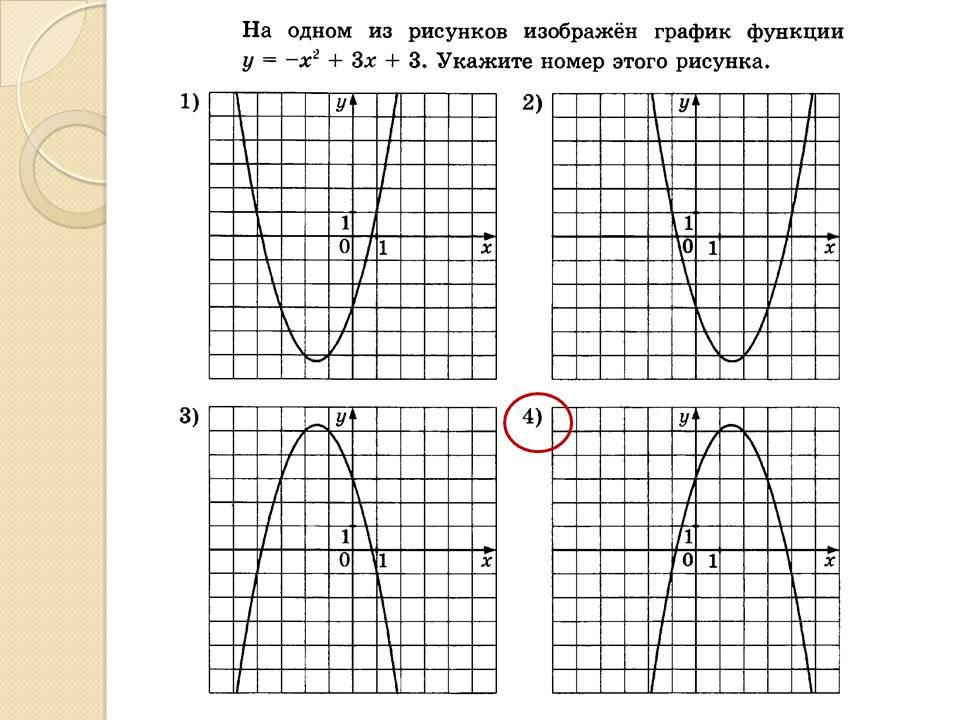 На одном из рисунков изображён график функции
y = −x² + 3x + 3. Укажите номер этого рисунка.
1)
y
1
0
1
x
2)
y
1
0
1
x
3)
y
1
0
1
x
4)
y
1
0
1
x